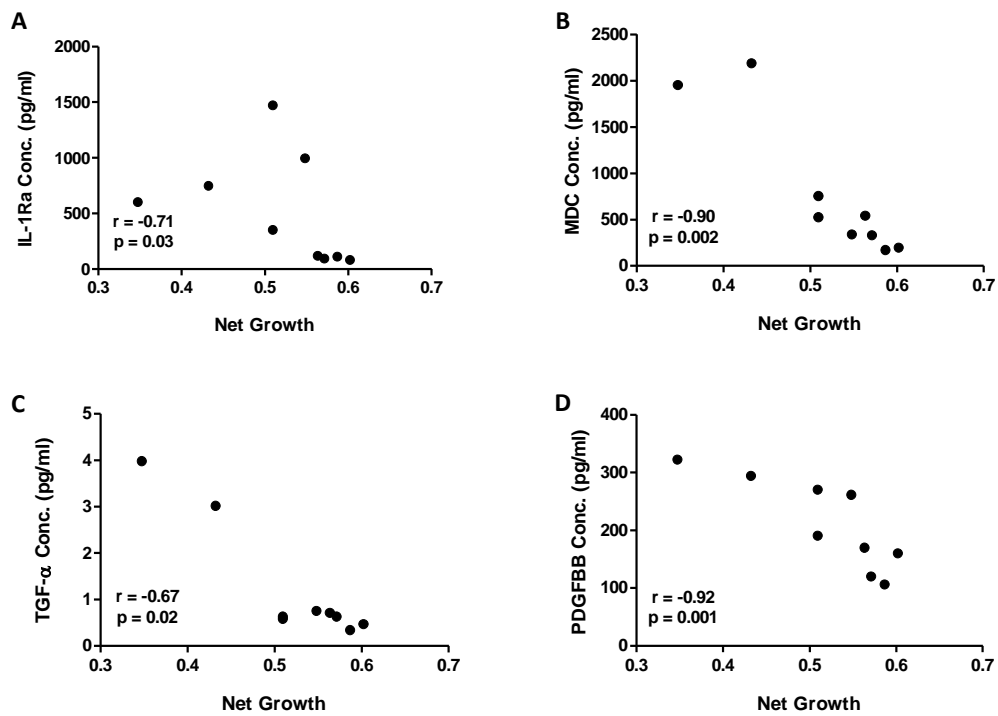 A
IL-1Ra Conc. (pg/ml)
2000
1500
1000
500
0
r = -0.71
p = 0.03
0.3 0.4 0.5 0.6 0.7
Net Growth
B
MDC Conc. (pg/ml)
2500
2000
1500
1000
500
0
r = -0.90
p = 0.002
0.3 0.4 0.5 0.6 0.7
Net Growth
C
TGF-α Conc. (pg/ml)
5
4
3
2
1
0
r = -0.67
p = 0.02
0.3 0.4 0.5 0.6 0.7
Net Growth
D
PDGFBB Conc. (pg/ml)
400
300
200
100
0
r = -0.92
p = 0.001
0.3 0.4 0.5 0.6 0.7
Net Growth